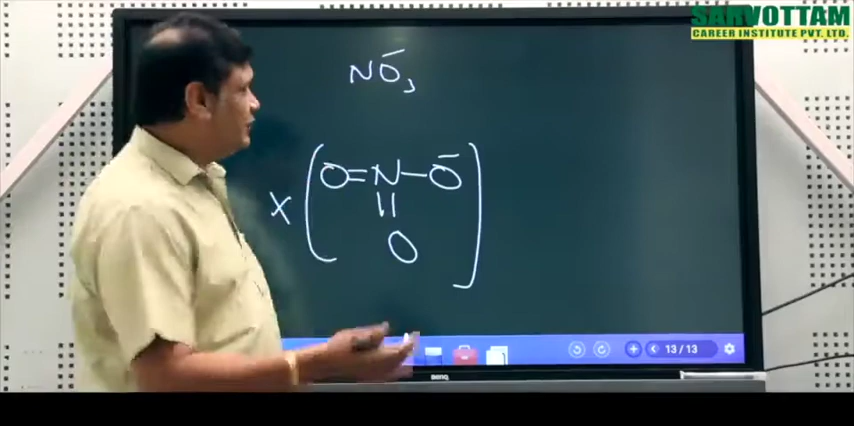 SARVOTTAM
CAREER INSTITUTE PVT. LTD.
NO₃⁻
x (O=N-O⁻)
||
O
13 / 13
BenQ